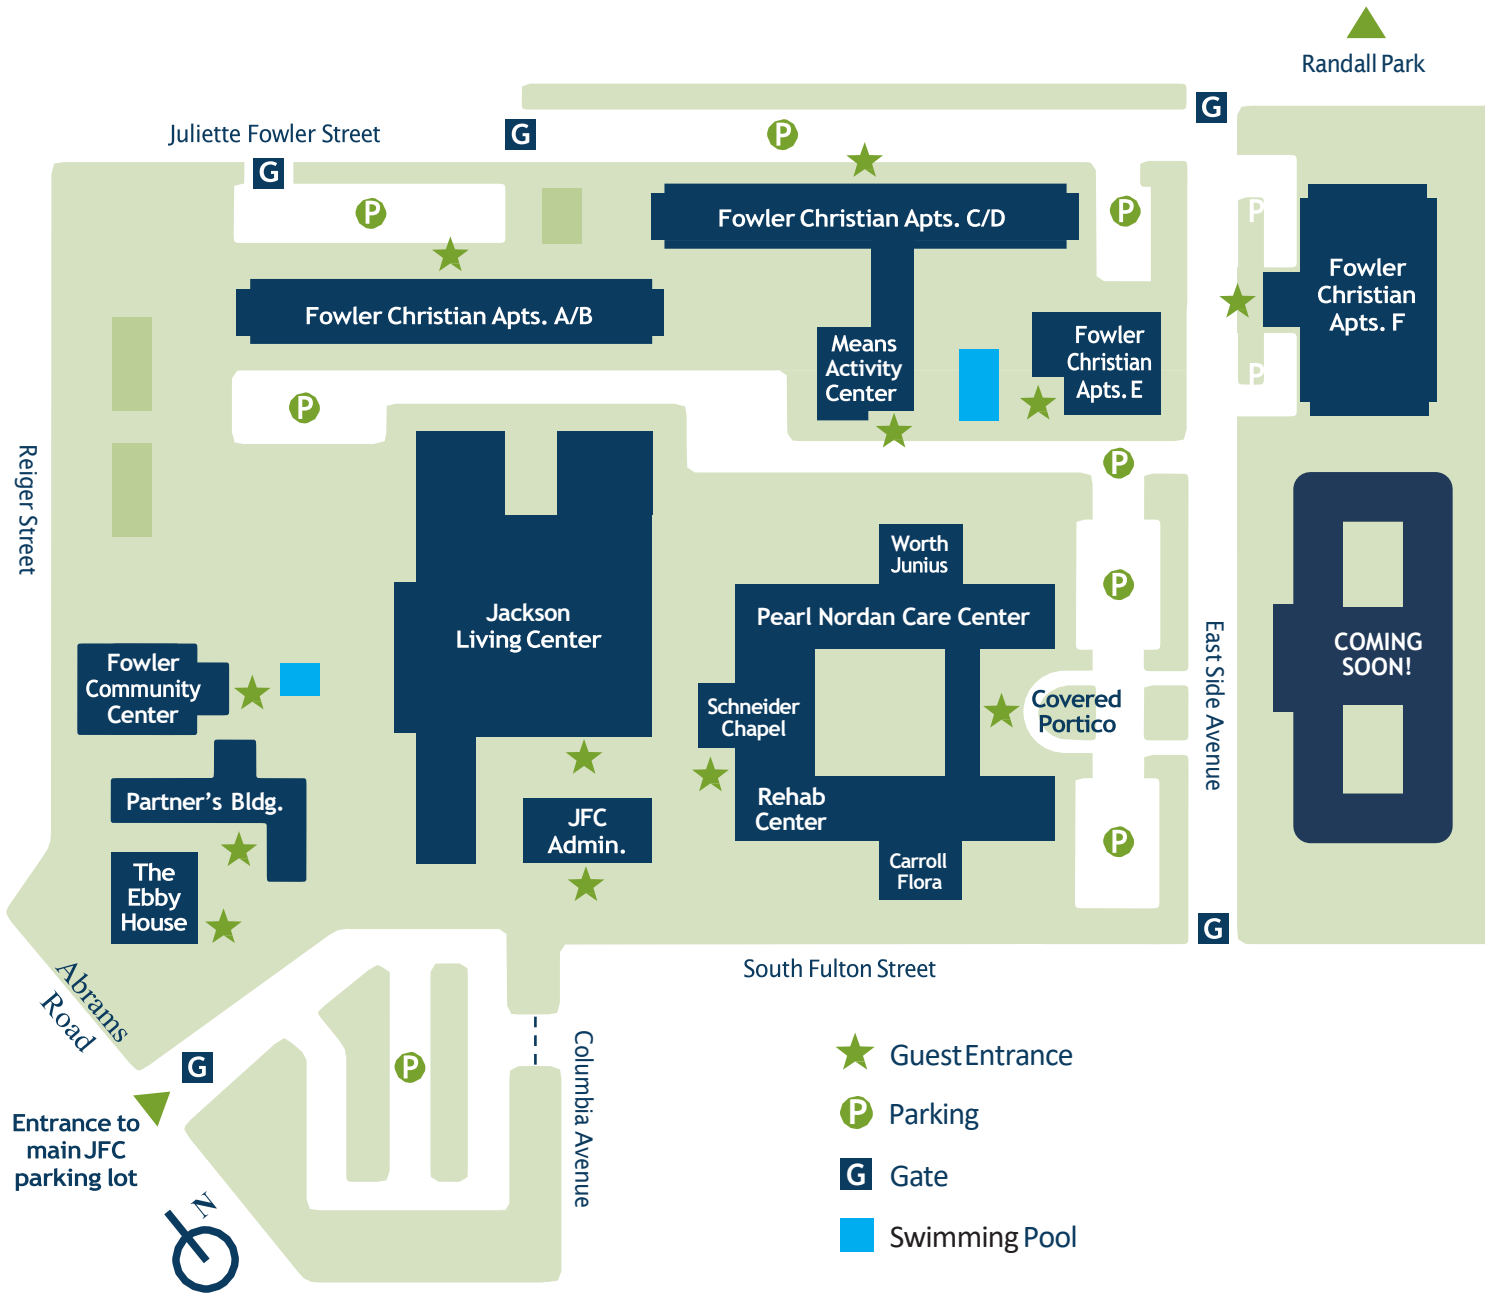 Randall Park
G
G
Juliette Fowler Street
P
G
P
Fowler Christian Apts. C/D
P
P
Fowler
Christian
Apts. F
Fowler Christian Apts. A/B
Means
Activity
Center
Fowler
Christian
Apts. E
P
P
P
Reiger Street
Worth
Junius
P
Pearl Nordan Care Center
Jackson
Living Center
East Side Avenue
COMING
SOON!
Fowler
Community
Center
Schneider
Chapel
Covered
Portico
Partner's Bldg.
JFC
Admin.
Rehab
Center
P
The
Ebby
House
Carroll
Flora
G
South Fulton Street
Abrams
Road
G
P
Columbia Avenue
Entrance to
main JFC
parking lot
N
Guest Entrance
P Parking
G Gate
Swimming Pool